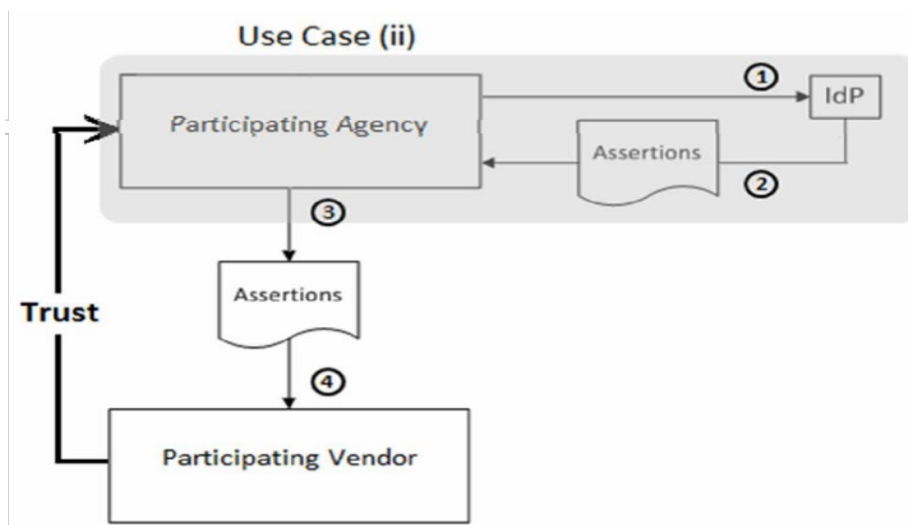 Use Case (ii)
1
IdP
Participating Agency
Assertions
2
3
Assertions
Trust
4
Participating Vendor